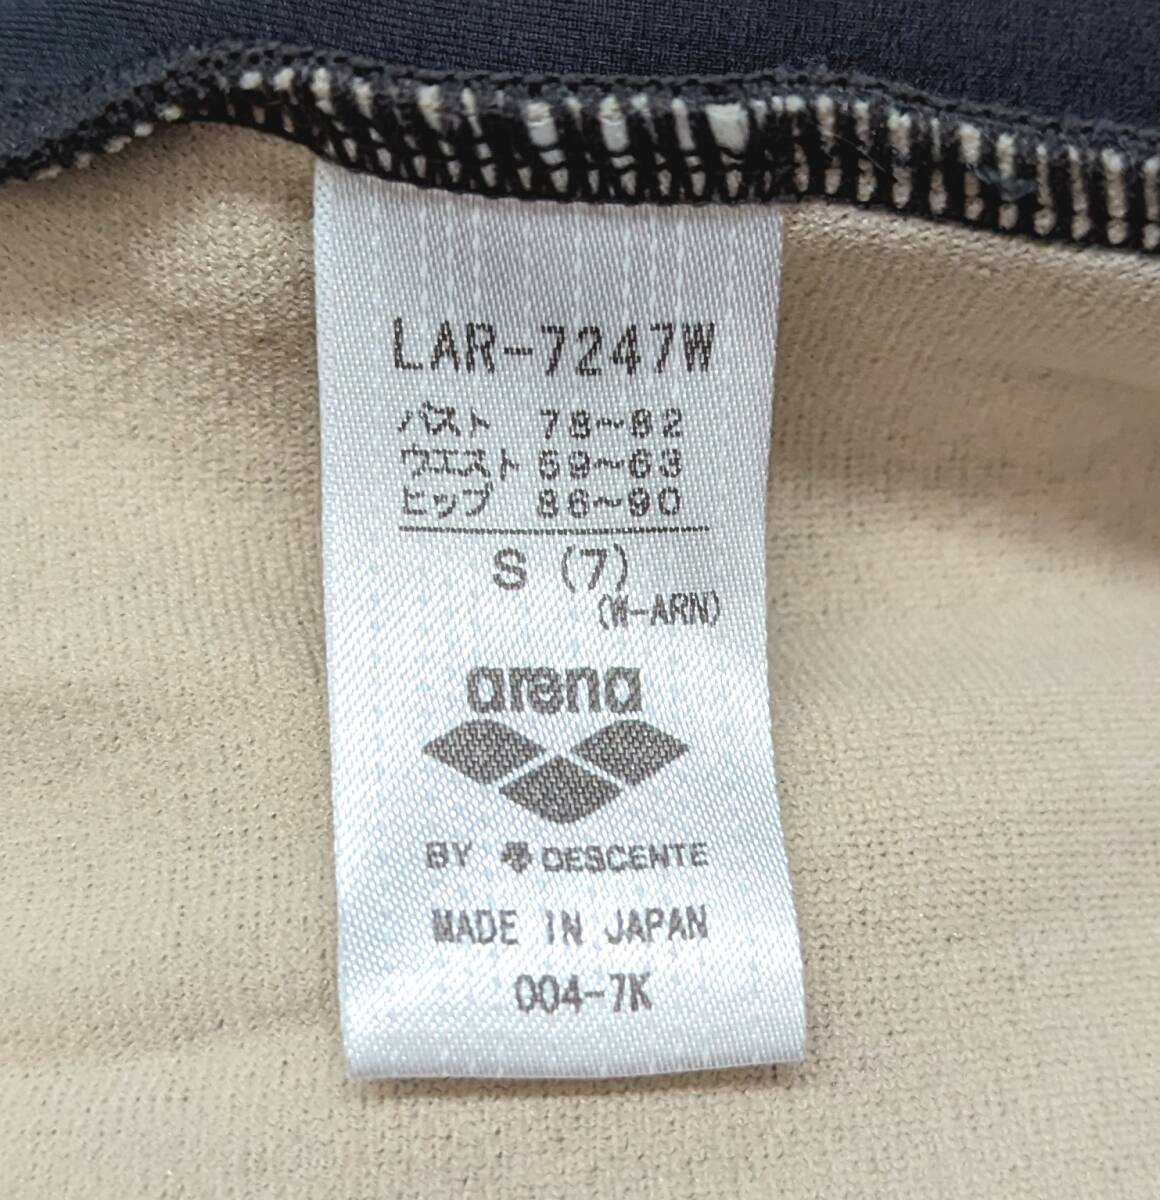 LAR-7247W
バスト 78〜82
ウエスト 59〜63
ヒップ 86〜90
S (7)
(W-ARN)
arena
BY DESCENTE
MADE IN JAPAN
004-7K